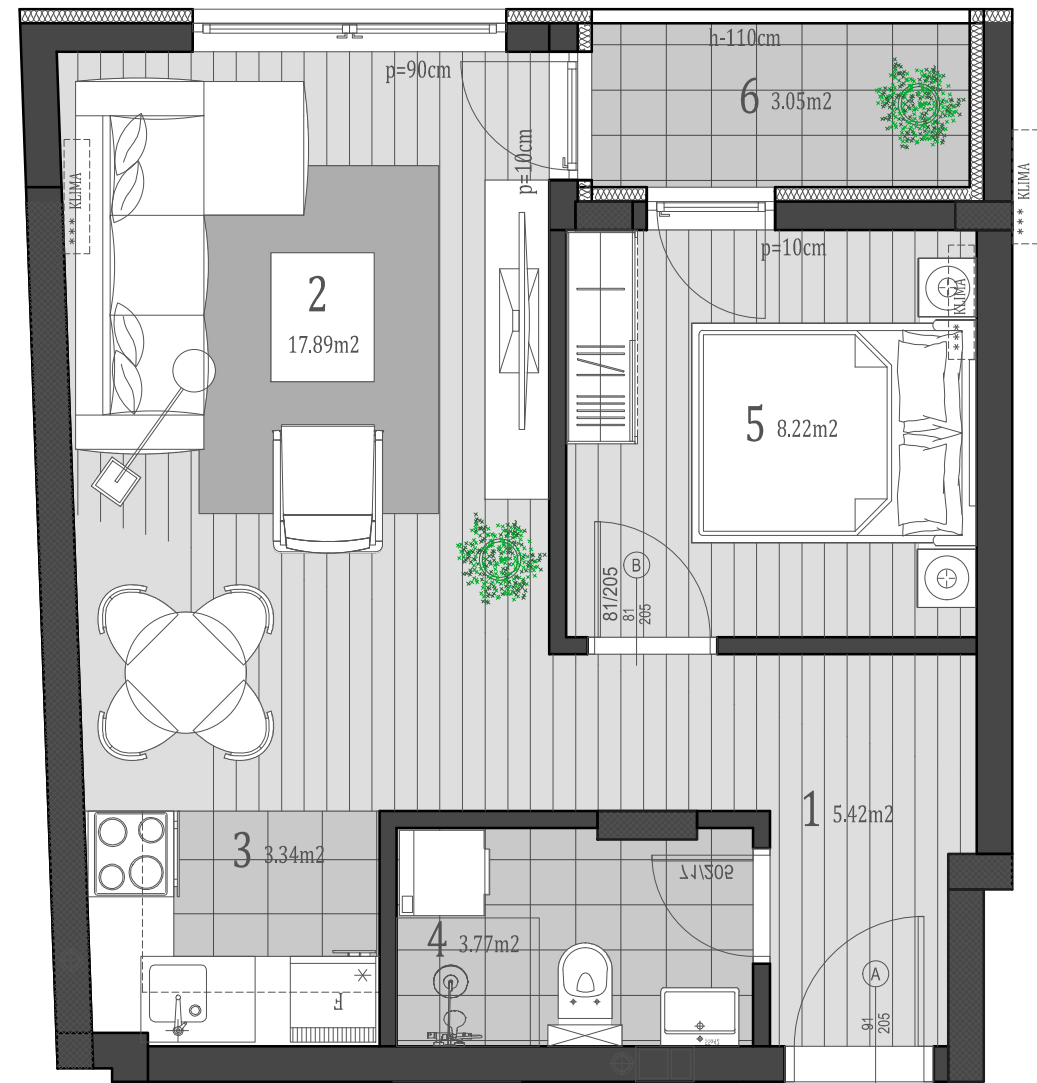 h-110cm
p=90cm
6 3.05m2
p=10cm
*** KLIMA
*** KLIMA
p=10cm
*** KLIMA
2
17.89m2
5 8.22m2
81/205
B
81
205
1 5.42m2
3 3.34m2
71/205
4 3.77m2
A
91
205
F